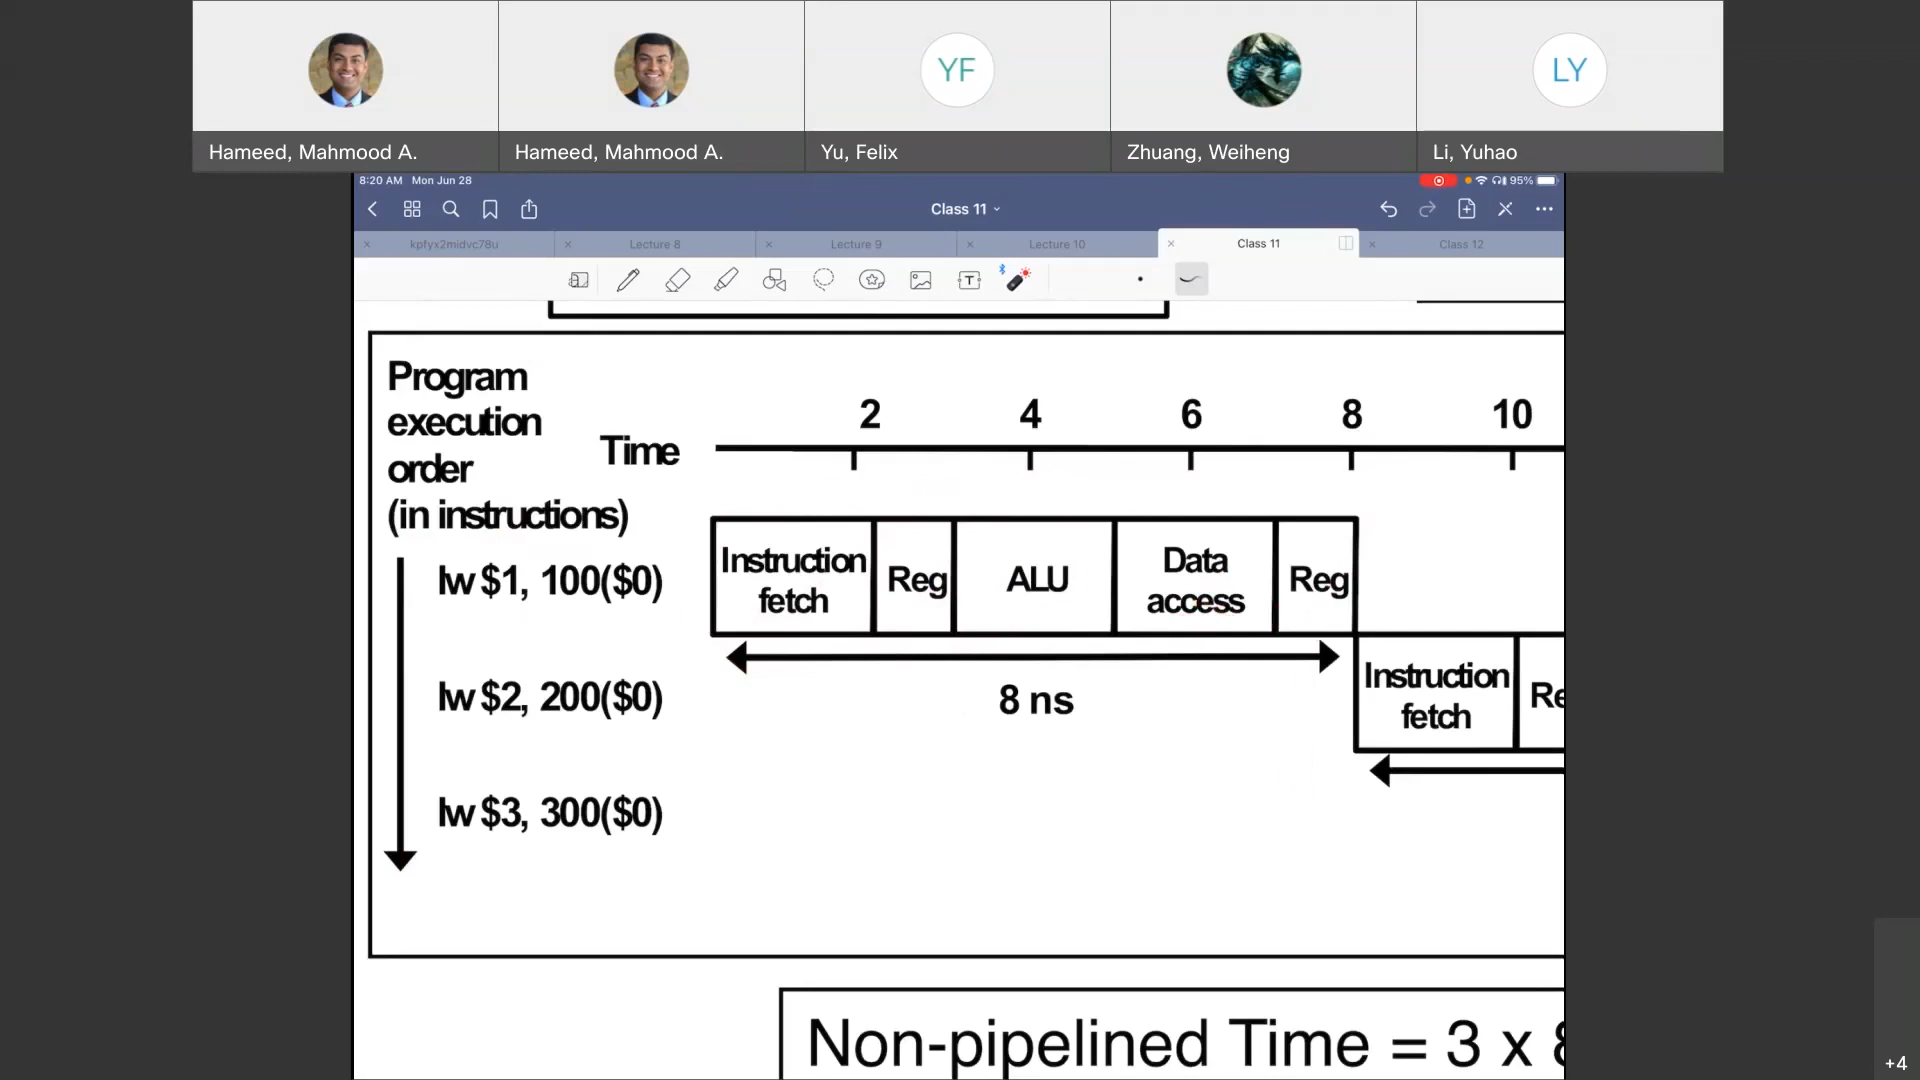 YF
LY
Hameed, Mahmood A.
Hameed, Mahmood A.
Yu, Felix
Zhuang, Weiheng
Li, Yuhao
8:20 AM Mon Jun 28
95%
Class 11
kpfyx2midvc78u
Lecture 8
Lecture 9
Lecture 10
Class 11
Class 12
Program
execution
order
(in instructions)
Time
2 4 6 8 10
lw $1, 100($0)
Instruction
fetch
Reg
ALU
Data
access
Reg
8 ns
lw $2, 200($0)
Instruction
fetch
Re
lw $3, 300($0)
Non-pipelined Time = 3 x 8
+4